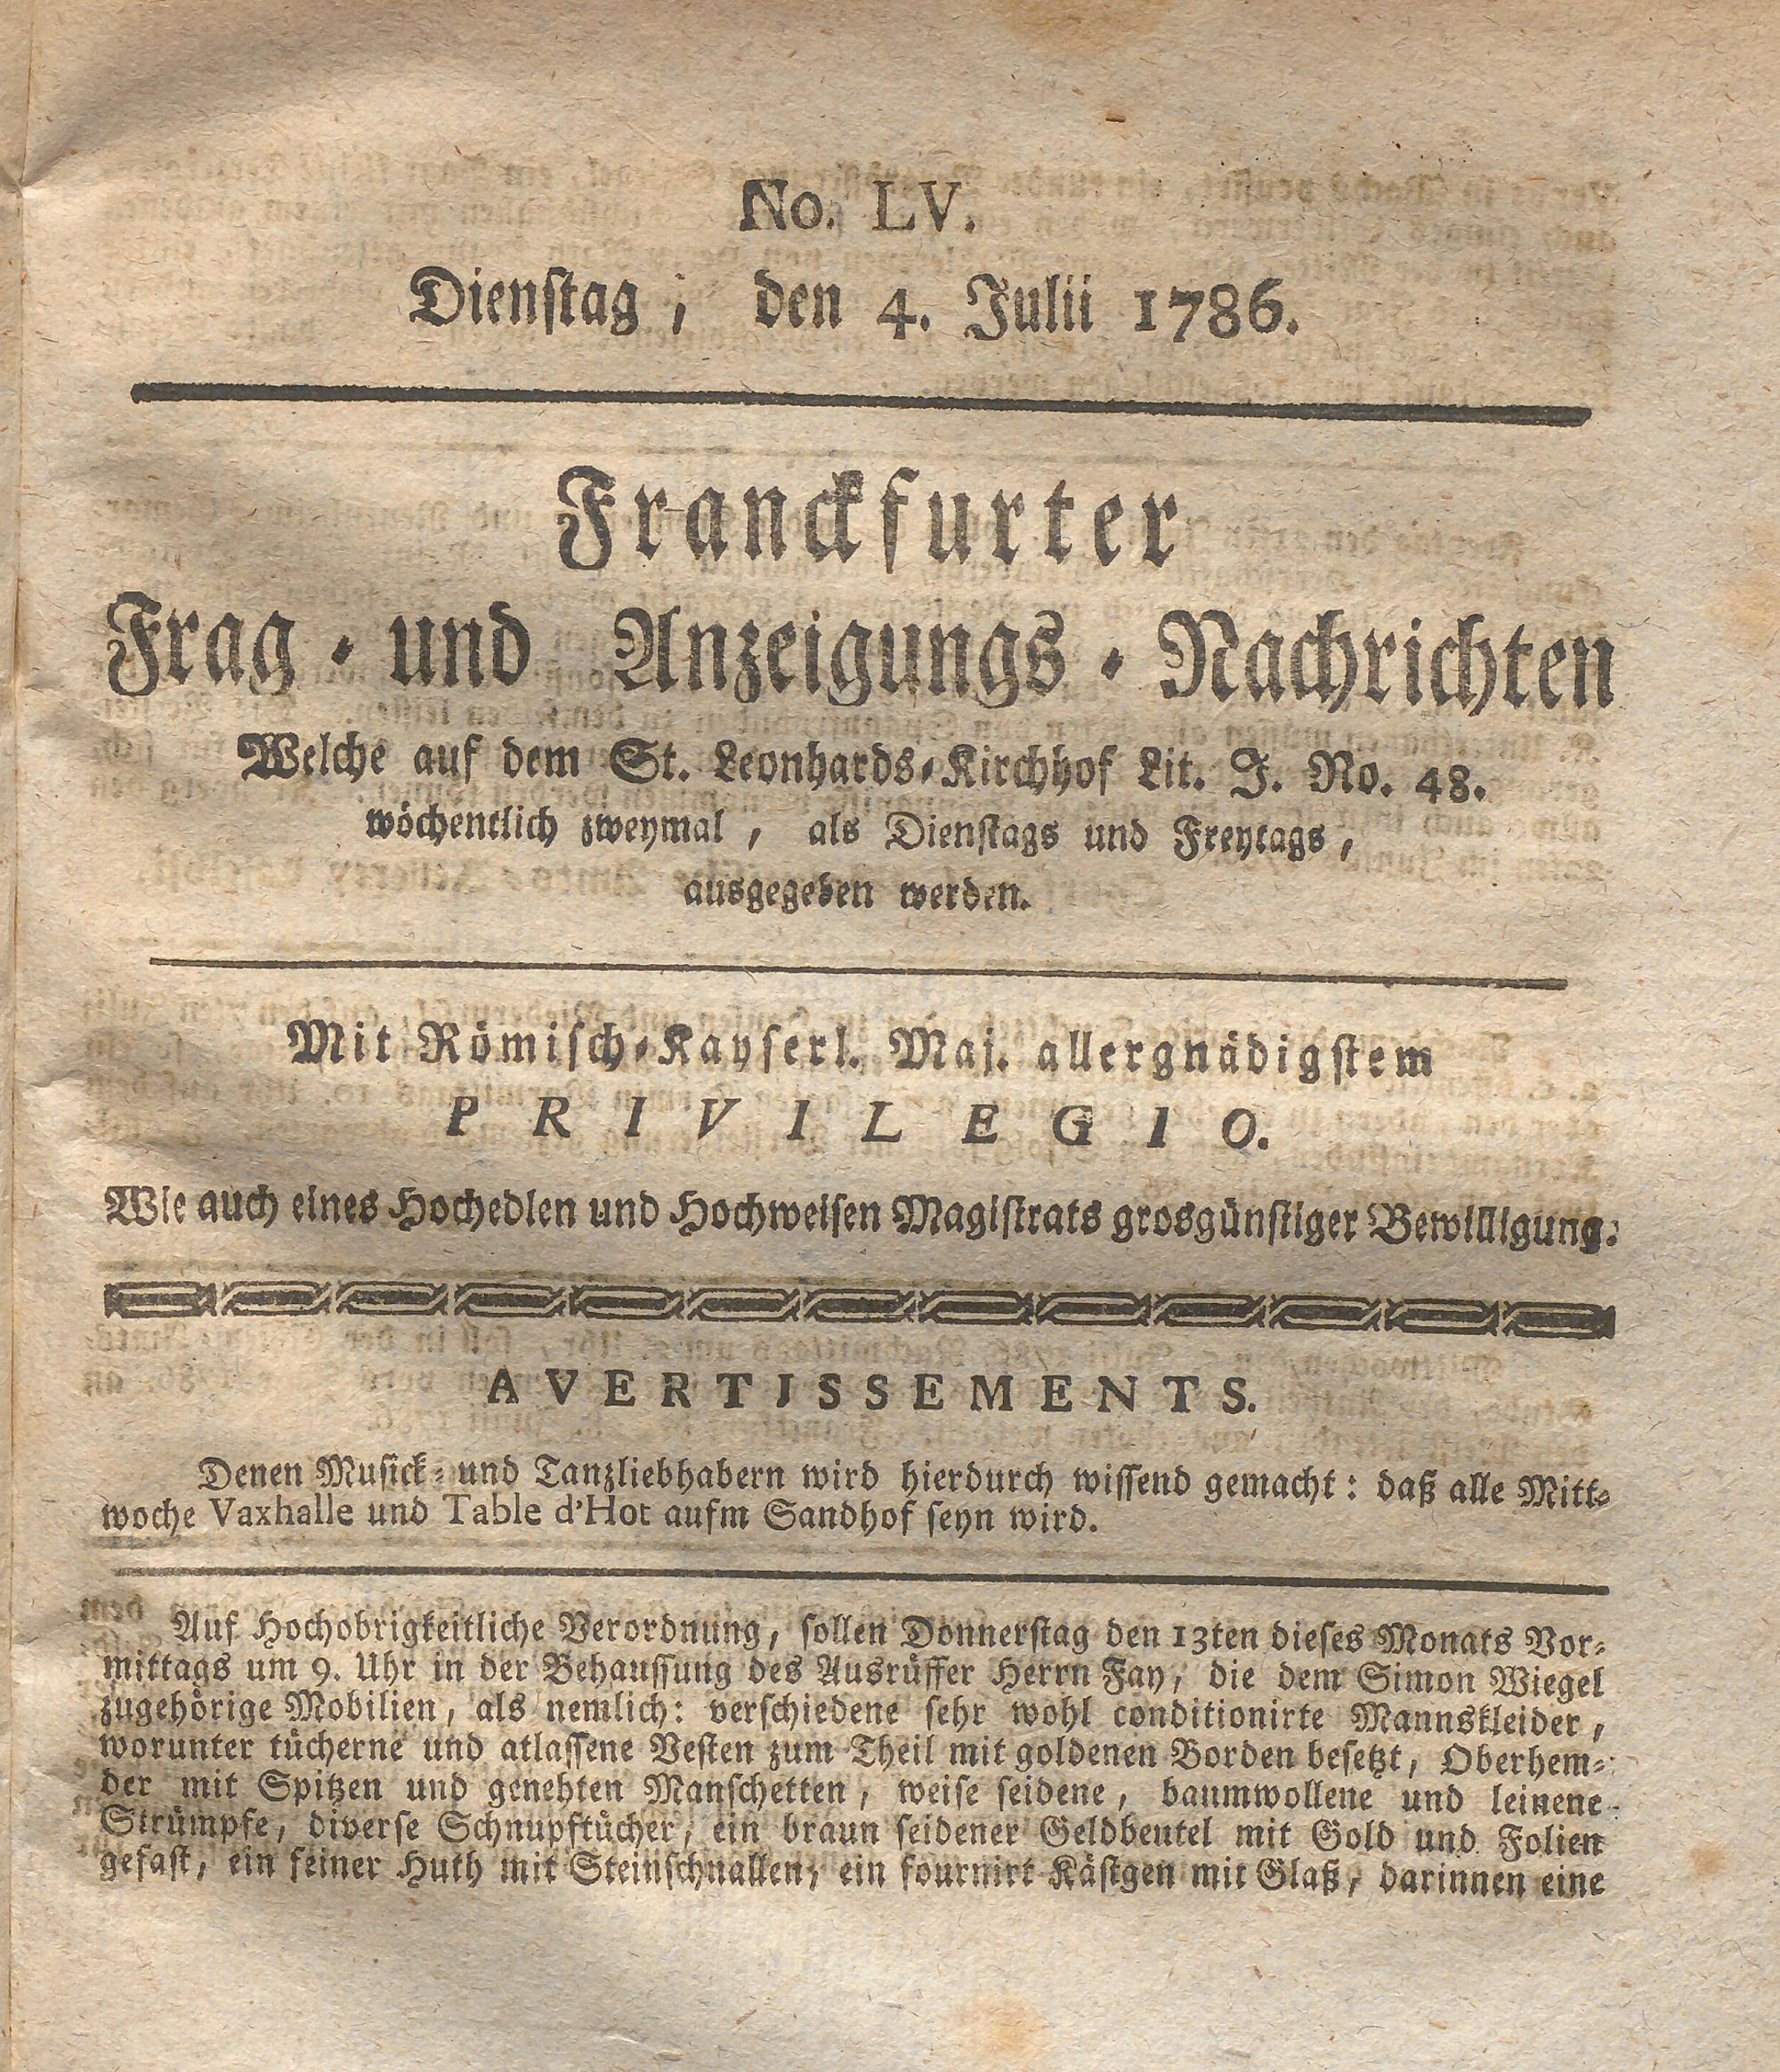 No. LV.
Dienstag, den 4. Julii 1786.
Franckfurter
Frag- und Anzeigungs-Nachrichten
Welche auf dem St. Leonhards-Kirchhof Lit. J. No. 48.
wöchentlich zweymal, als Dienstags und Freytags,
ausgegeben werden.
Mit Römisch-Kayserl. Maj. allergnädigstem
PRIVILEGIO.
Wie auch eines Hochedlen und Hochweisen Magistrats grosgünstiger Bewilligung.
AVERTISSEMENTS.
Denen Musick- und Tanzliebhabern wird hierdurch wissend gemacht: daß alle Mitt-
woche Vaxhalle und Table d'Hot aufm Sandhof seyn wird.
Auf Hochobrigkeitliche Verordnung, sollen Donnerstag den 13ten dieses Monats Vor-
mittags um 9. Uhr in der Behaussung des Ausrüffer Herrn Fay, die dem Simon Wiegel
zugehörige Mobilien, als nemlich: verschiedene sehr wohl conditionirte Mannskleider,
worunter tücherne und atlassene Vesten zum Theil mit goldenen Borden besetzt, Oberhem-
der mit Spitzen und genehten Manschetten, weise seidene, baumwollene und leinene
Strümpfe, diverse Schnupftücher, ein braun seidener Geldbeutel mit Gold und Folien
gefast, ein feiner Huth mit Steinschnallen, ein fournirt Kästgen mit Glaß, darinnen eine